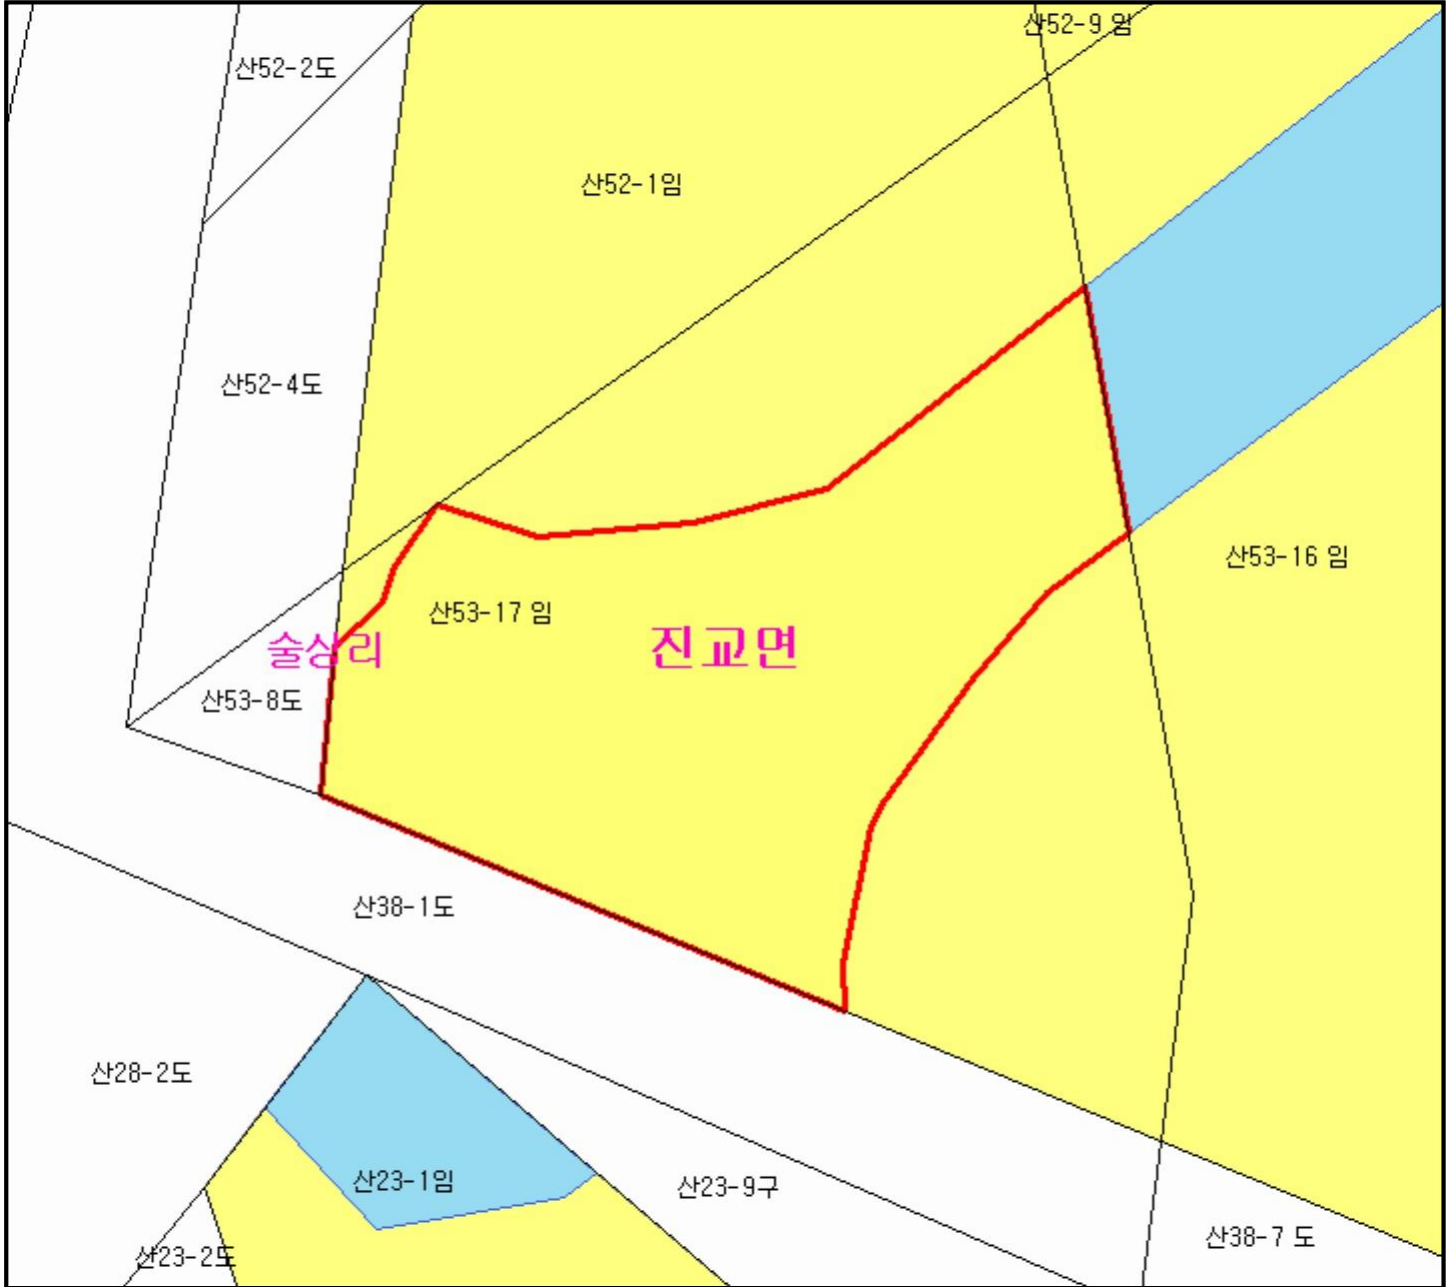 산52-9 임
산52-2도
산52-1임
산52-4도
산53-16 임
산53-17 임
술상리
진교면
산53-8도
산38-1도
산28-2도
산23-1임
산23-9구
산38-7 도
산23-2도